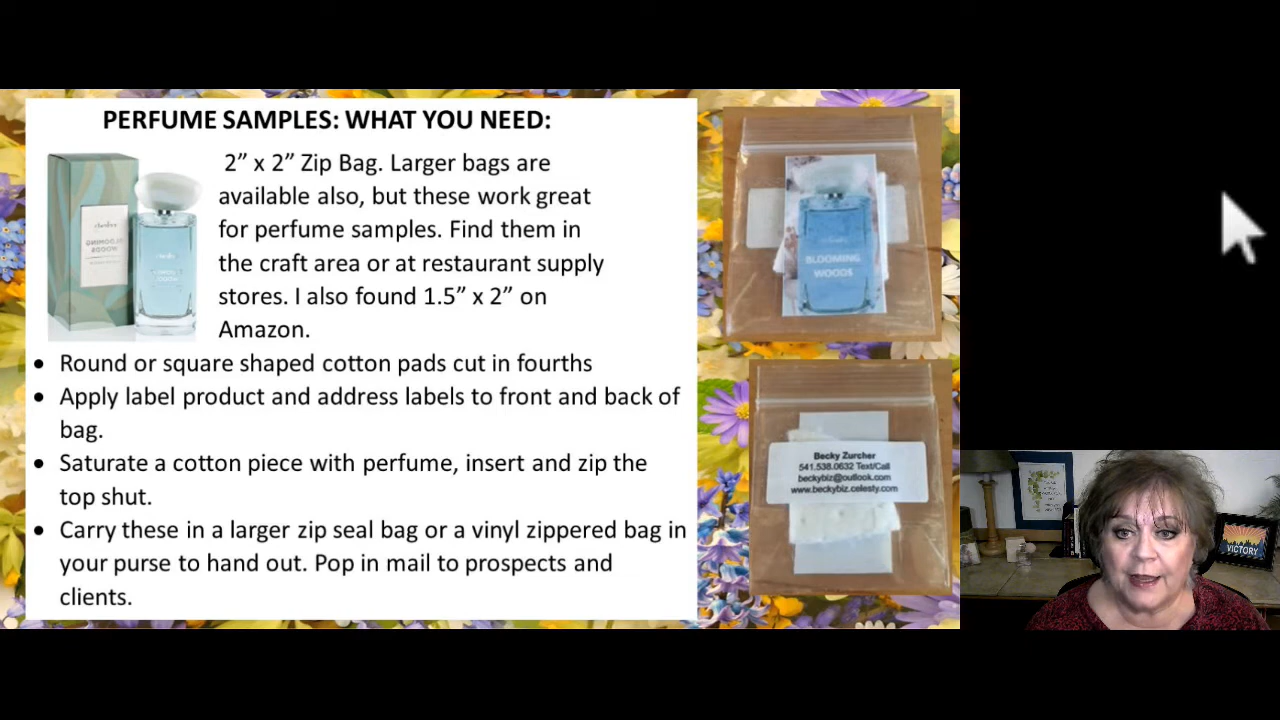 PERFUME SAMPLES: WHAT YOU NEED:
2” x 2” Zip Bag. Larger bags are
available also, but these work great
for perfume samples. Find them in
the craft area or at restaurant supply
stores. I also found 1.5” x 2” on
Amazon.
• Round or square shaped cotton pads cut in fourths
• Apply label product and address labels to front and back of
bag.
• Saturate a cotton piece with perfume, insert and zip the
top shut.
• Carry these in a larger zip seal bag or a vinyl zippered bag in
your purse to hand out. Pop in mail to prospects and
clients.
BLOOMING
WOODS
Becky Zurcher
541.538.0632 Text/Call
beckybiz@outlook.com
www.beckybiz.celesty.com
VICTORY